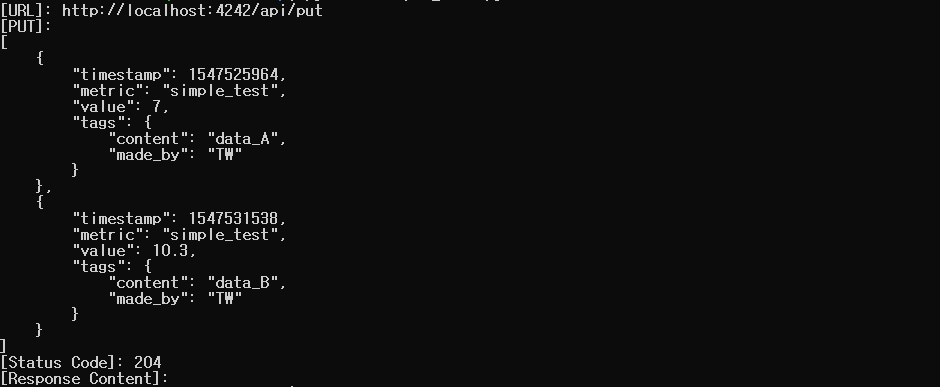 [URL]: http://localhost:4242/api/put
[PUT]:
[
    {
        "timestamp": 1547525964,
        "metric": "simple_test",
        "value": 7,
        "tags": {
            "content": "data_A",
            "made_by": "TW"
        }
    },
    {
        "timestamp": 1547531538,
        "metric": "simple_test",
        "value": 10.3,
        "tags": {
            "content": "data_B",
            "made_by": "TW"
        }
    }
]
[Status Code]: 204
[Response Content]: